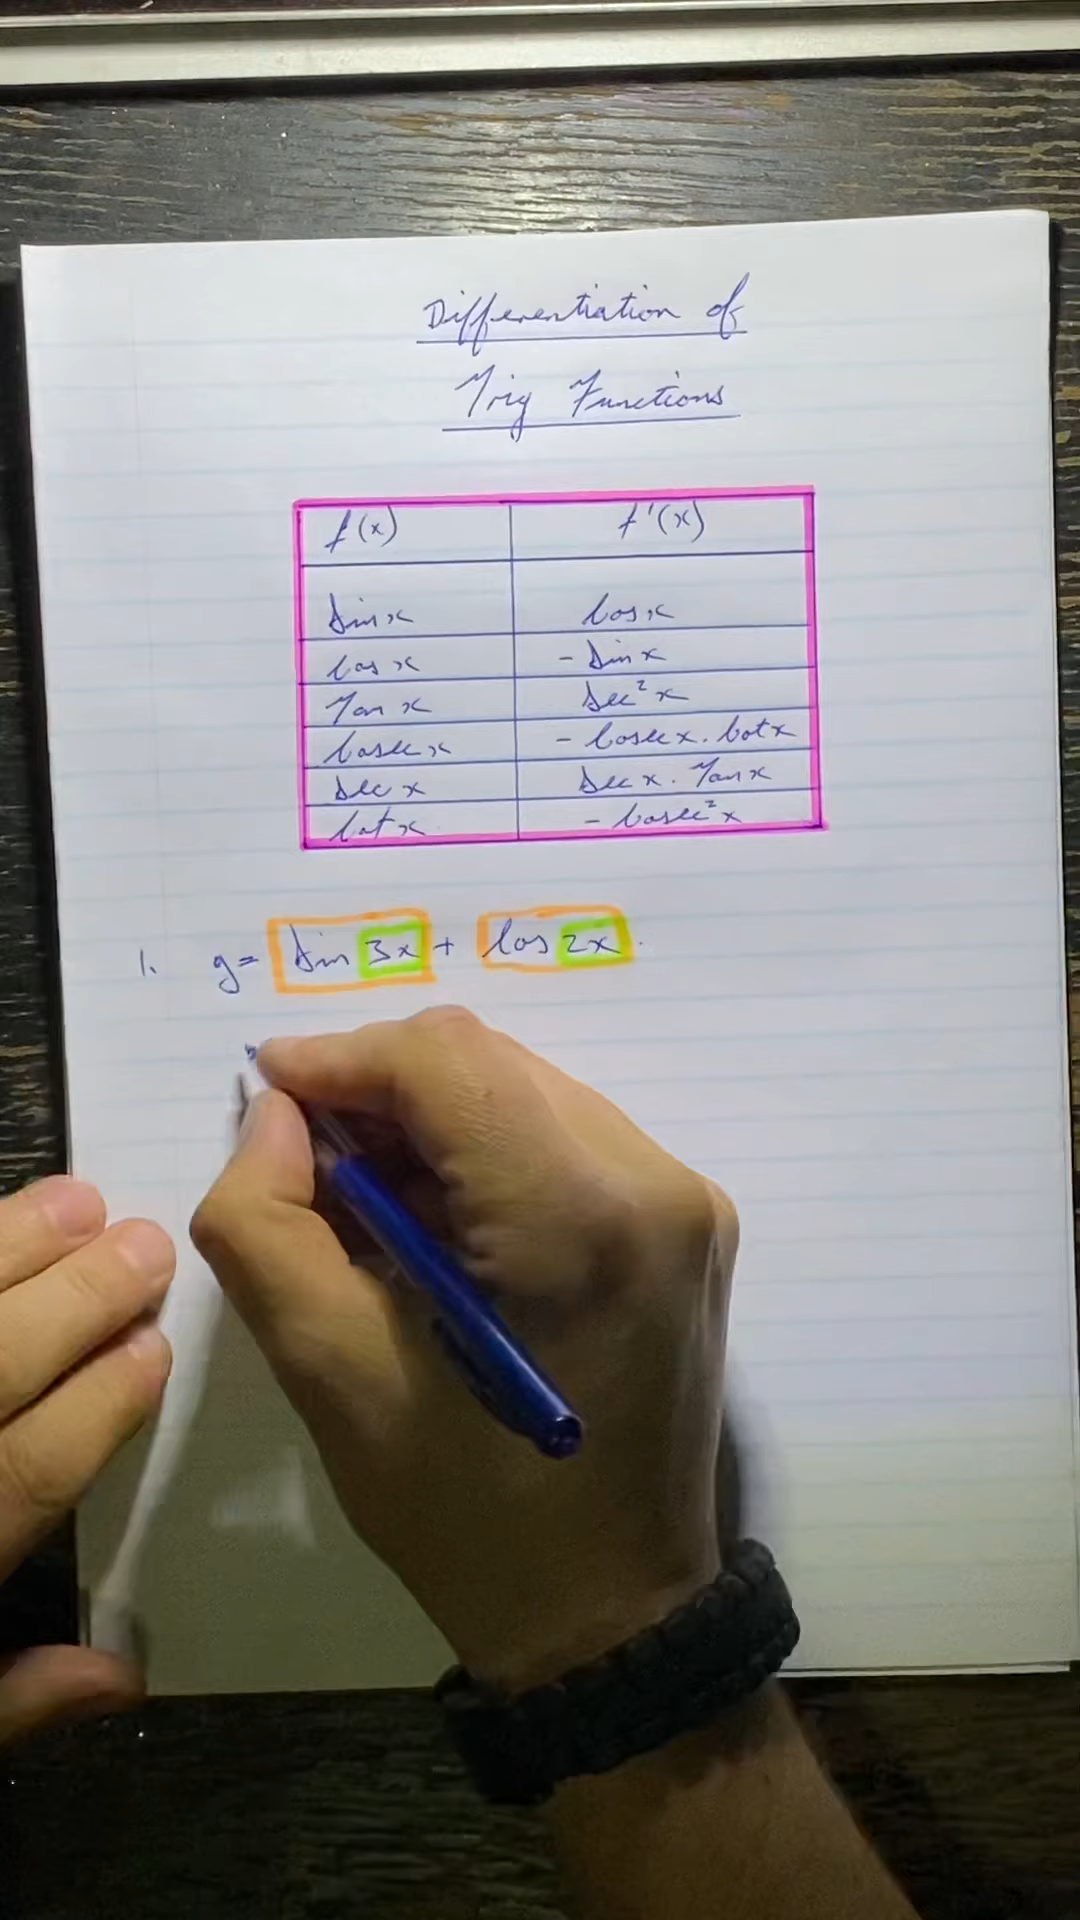 Differentiation of
Trig Functions
f(x) f'(x)
Sin x Cos x
Cos x - Sin x
Tan x Sec² x
Cosec x - Cosec x . Cot x
Sec x Sec x . Tan x
Cot x - Cosec² x
1. y = Sin 3x + Cos 2x .